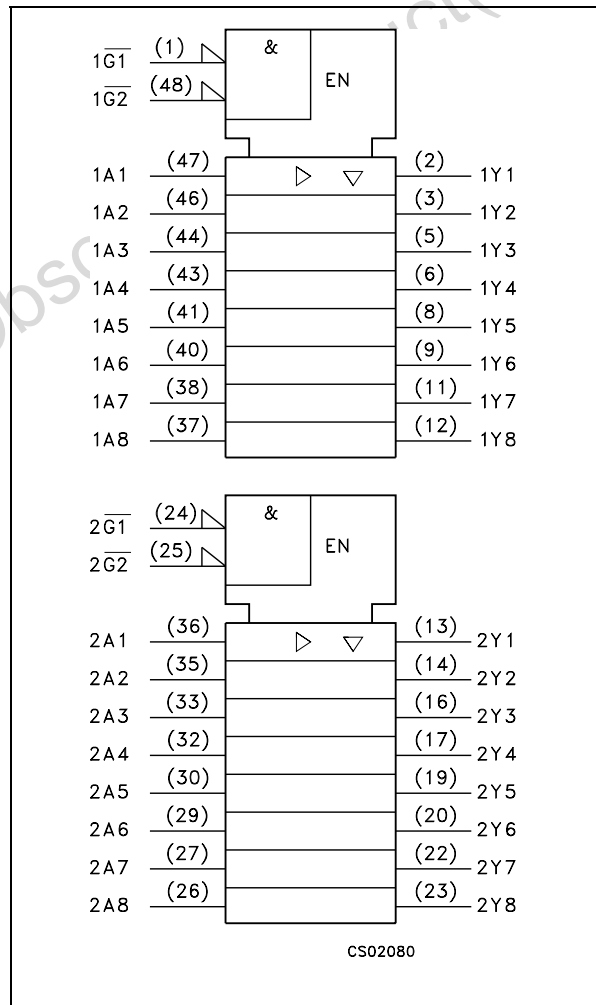 obsolete Product(
1G1 (1) & EN
1G2 (48)
1A1 (47) (2) 1Y1
1A2 (46) (3) 1Y2
1A3 (44) (5) 1Y3
1A4 (43) (6) 1Y4
1A5 (41) (8) 1Y5
1A6 (40) (9) 1Y6
1A7 (38) (11) 1Y7
1A8 (37) (12) 1Y8
2G1 (24) & EN
2G2 (25)
2A1 (36) (13) 2Y1
2A2 (35) (14) 2Y2
2A3 (33) (16) 2Y3
2A4 (32) (17) 2Y4
2A5 (30) (19) 2Y5
2A6 (29) (20) 2Y6
2A7 (27) (22) 2Y7
2A8 (26) (23) 2Y8
CS02080